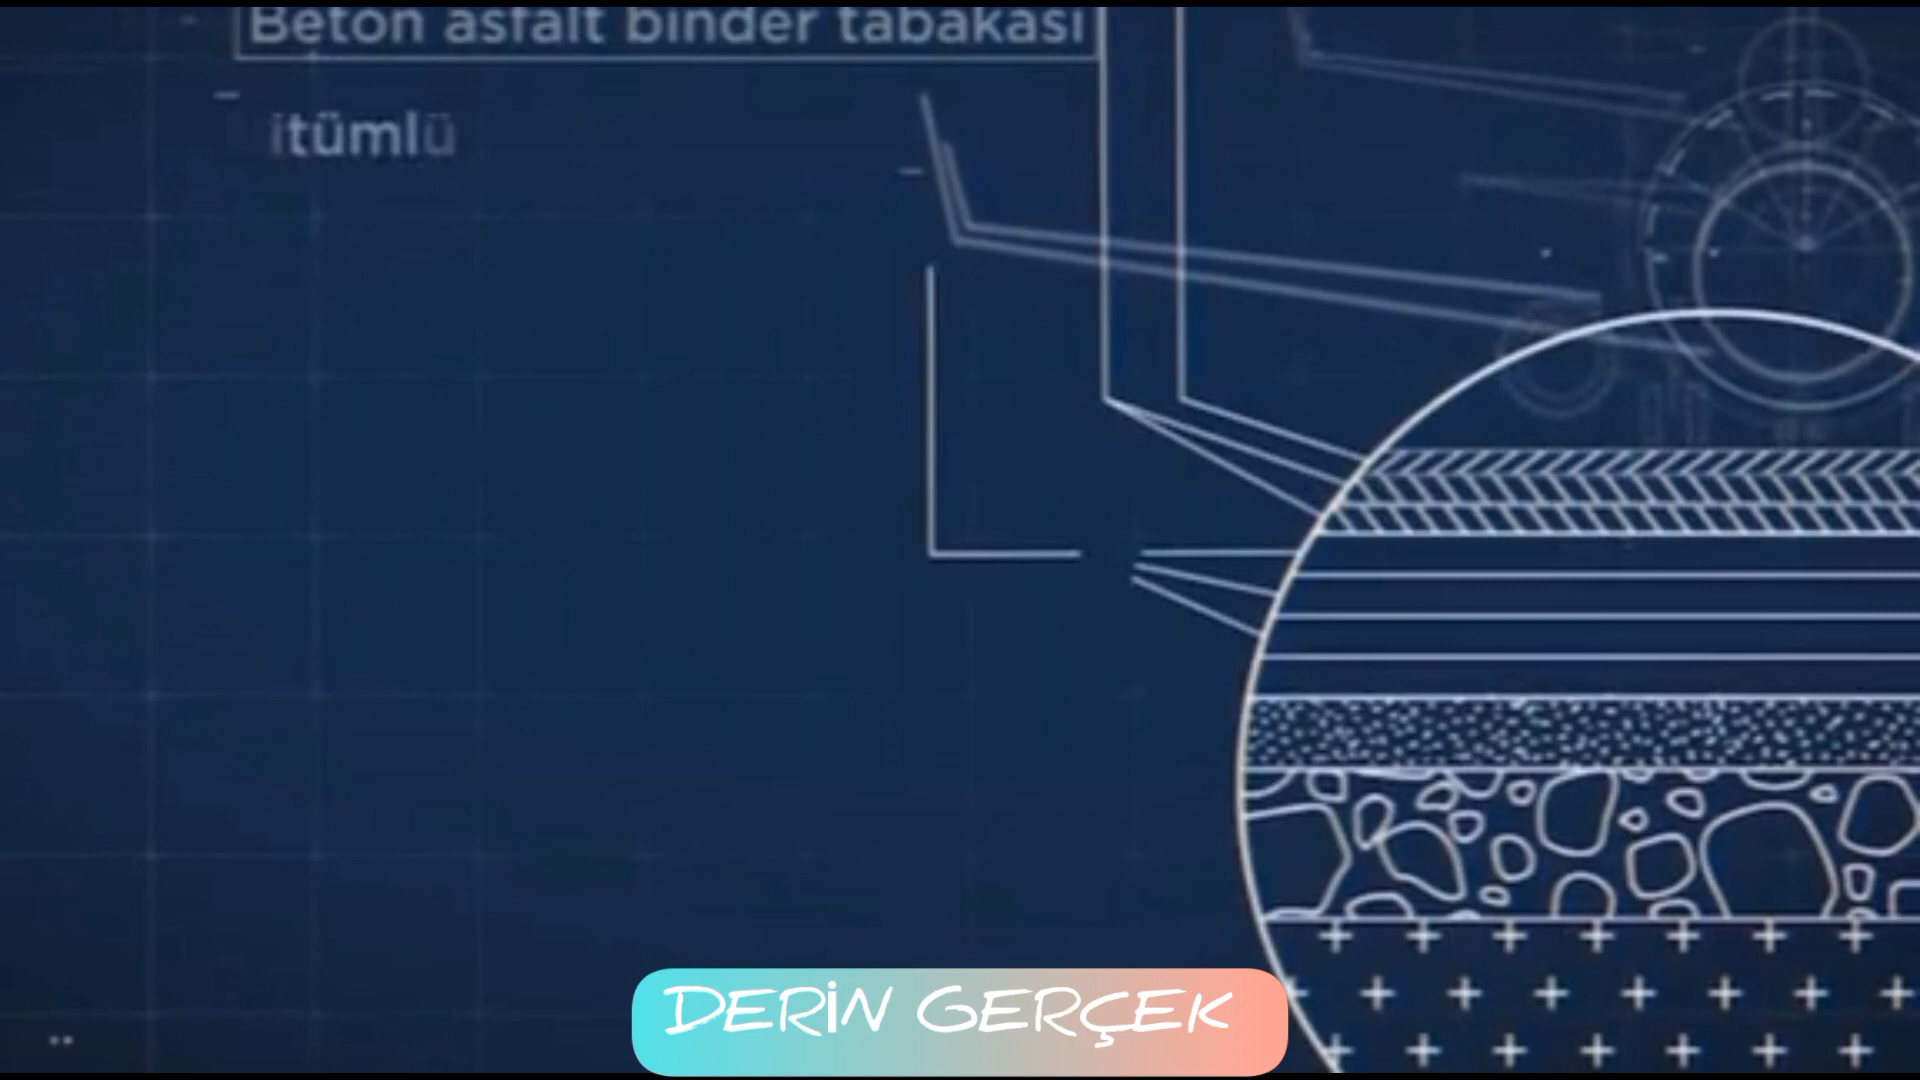 Beton asfalt binder tabakası
itümlü
DERİN GERÇEK